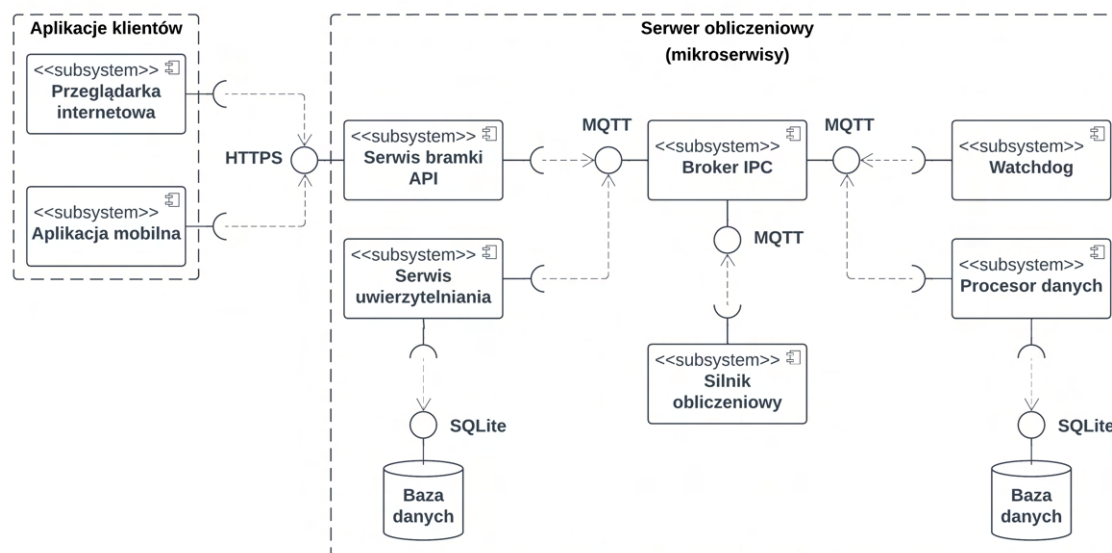 Aplikacje klientów
<<subsystem>>
Przeglądarka
internetowa
<<subsystem>>
Aplikacja mobilna
HTTPS
Serwer obliczeniowy
(mikroserwisy)
<<subsystem>>
Serwis bramki
API
MQTT
<<subsystem>>
Broker IPC
MQTT
<<subsystem>>
Watchdog
<<subsystem>>
Serwis
uwierzytelniania
MQTT
<<subsystem>>
Procesor danych
<<subsystem>>
Silnik
obliczeniowy
SQLite
Baza
danych
SQLite
Baza
danych